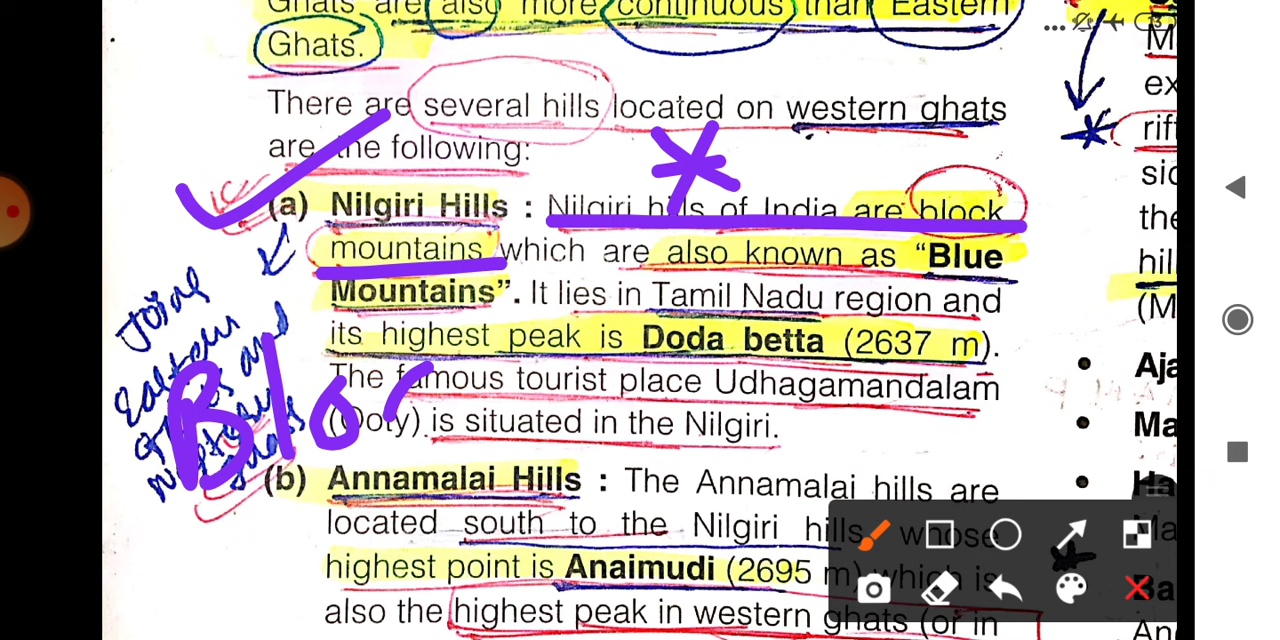 Ghats are also more continuous than Eastern
Ghats.
There are several hills located on western ghats
are the following:
(a) Nilgiri Hills : Nilgiri hills of India are block
mountains which are also known as “Blue
Mountains”. It lies in Tamil Nadu region and
its highest peak is Doda betta (2637 m).
The famous tourist place Udhagamandalam
(Ooty) is situated in the Nilgiri.
(b) Annamalai Hills : The Annamalai hills are
located south to the Nilgiri hills, whose
highest point is Anaimudi (2695 m) which is
also the highest peak in western ghats (or in
Joins
Eastern
and
Bloc
M
ex
rift
sid
the
hill
(M
• Aja
• Ma
• Ha
Ma
Ba
An